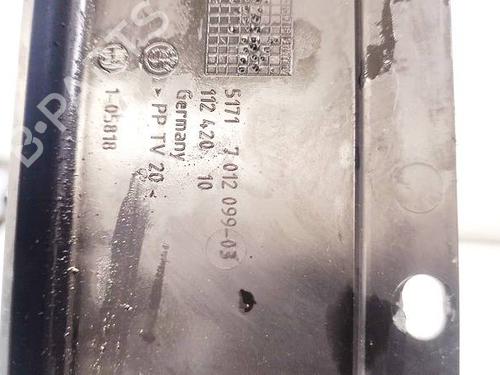 5171 7 012 099-03
112 420 10
Germany
> PP TV 20 <
1-05818
B-PARTS